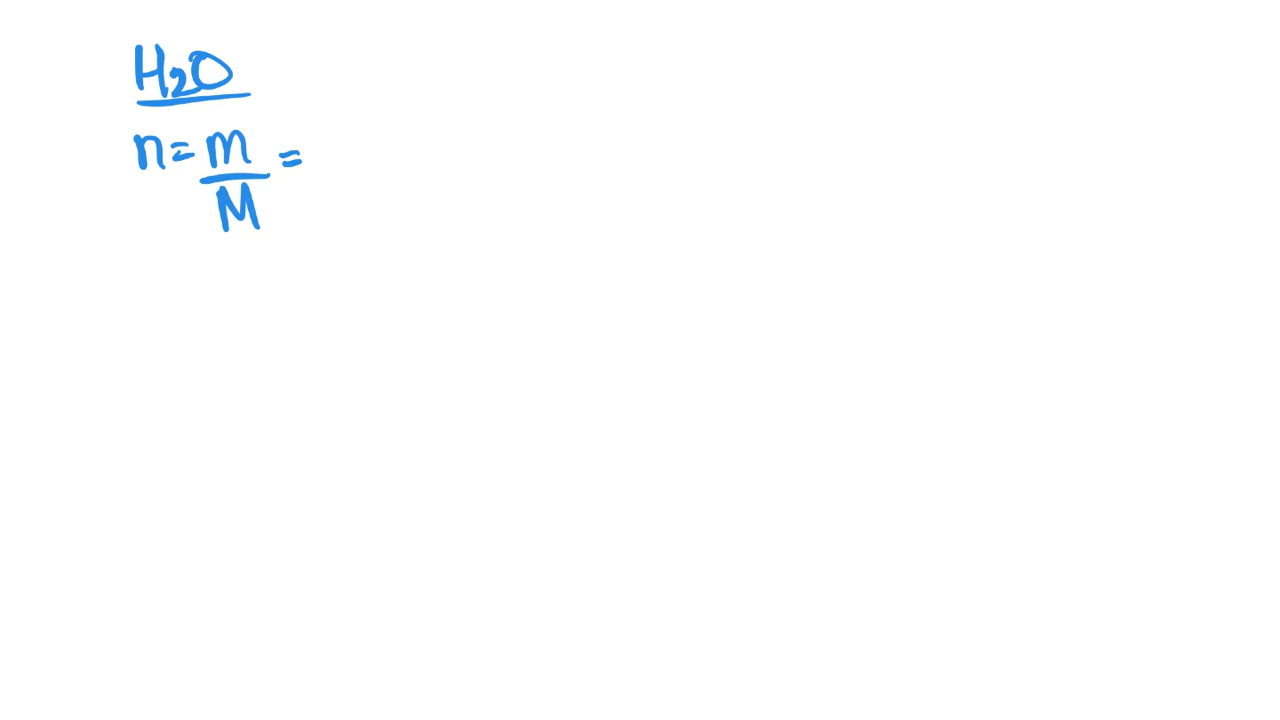 H₂O
n = m/M =